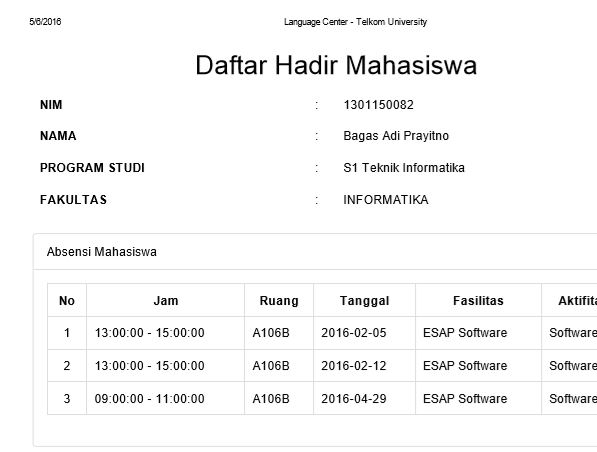 5/6/2016 Language Center - Telkom University
Daftar Hadir Mahasiswa
NIM : 1301150082
NAMA : Bagas Adi Prayitno
PROGRAM STUDI : S1 Teknik Informatika
FAKULTAS : INFORMATIKA
Absensi Mahasiswa
No Jam Ruang Tanggal Fasilitas
1 13:00:00 - 15:00:00 A106B 2016-02-05 ESAP Software Software
2 13:00:00 - 15:00:00 A106B 2016-02-12 ESAP Software Software
3 09:00:00 - 11:00:00 A106B 2016-04-29 ESAP Software Software